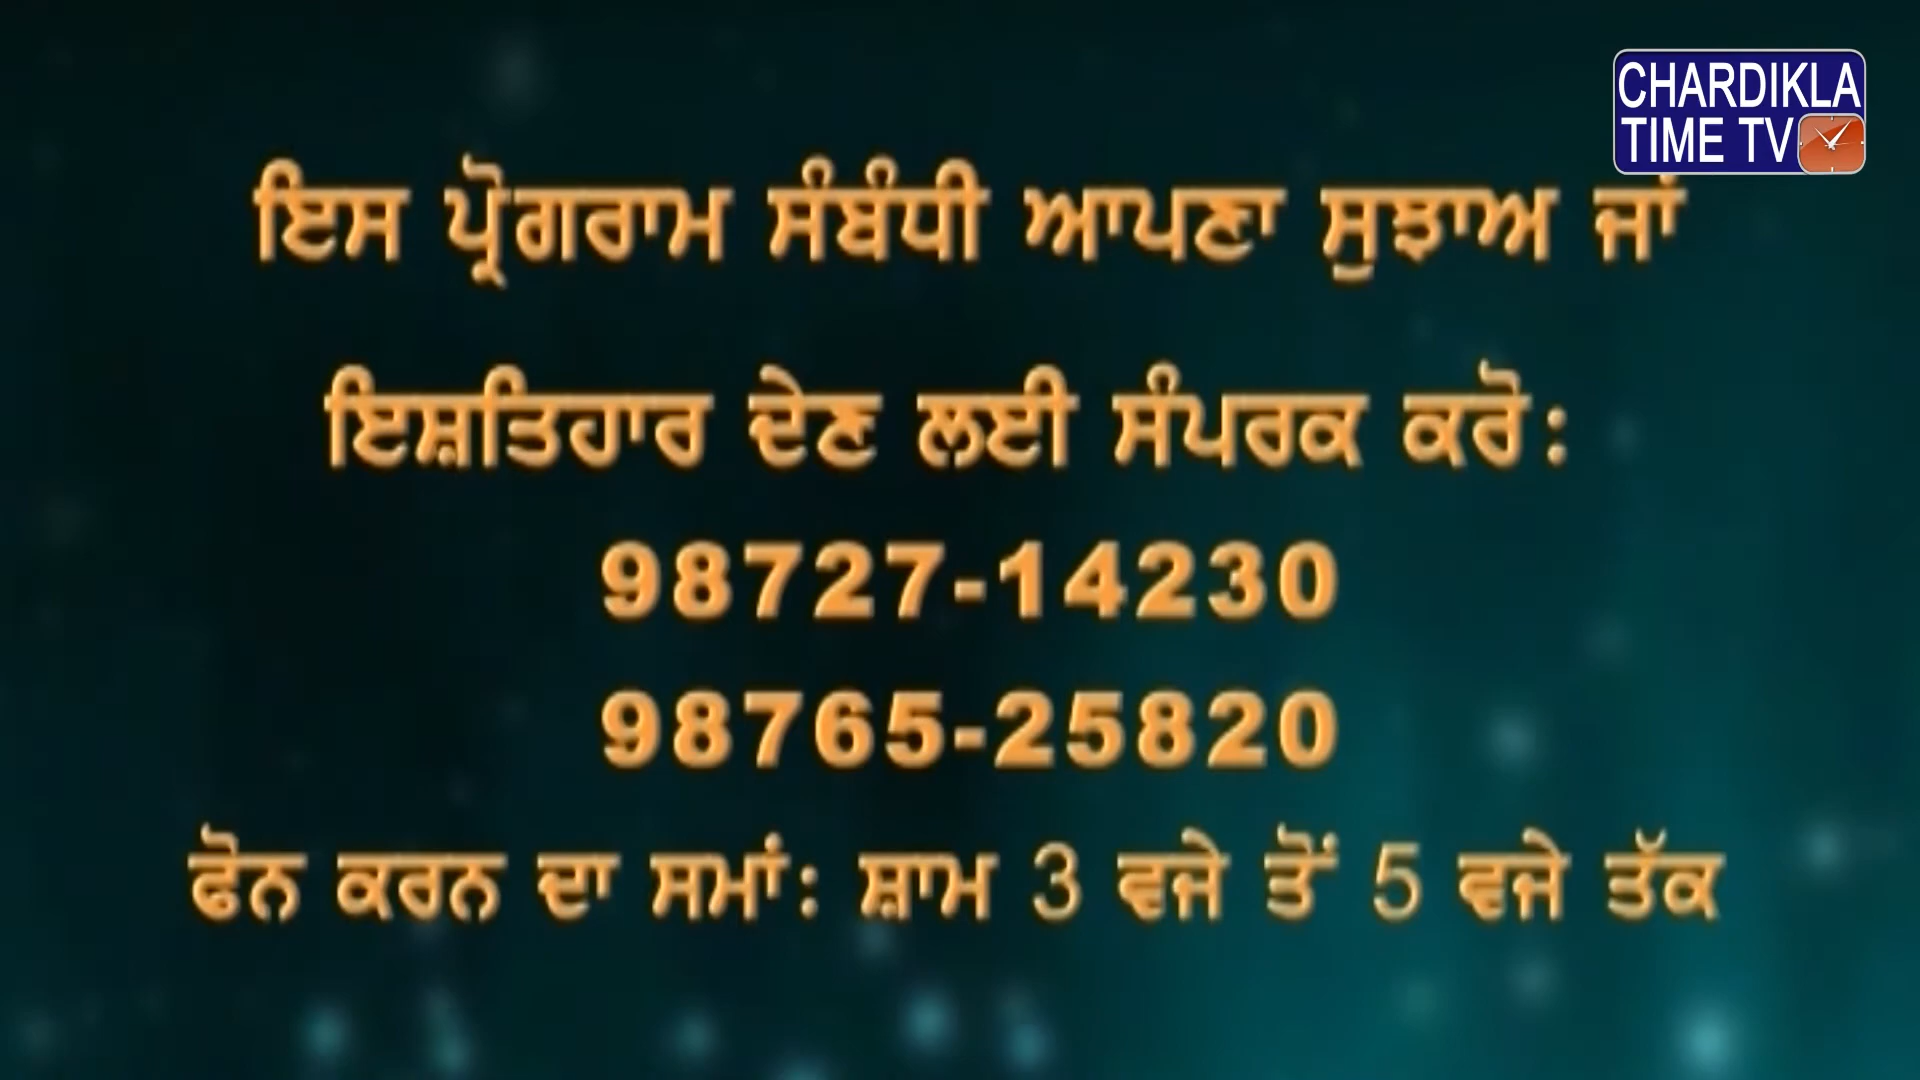 CHARDIKLA
TIME TV
ਇਸ ਪ੍ਰੋਗਰਾਮ ਸੰਬੰਧੀ ਆਪਣਾ ਸੁਝਾਅ ਜਾਂ
ਇਸ਼ਤਿਹਾਰ ਦੇਣ ਲਈ ਸੰਪਰਕ ਕਰੋ:
98727-14230
98765-25820
ਫੋਨ ਕਰਨ ਦਾ ਸਮਾਂ: ਸ਼ਾਮ 3 ਵਜੇ ਤੋਂ 5 ਵਜੇ ਤੱਕ